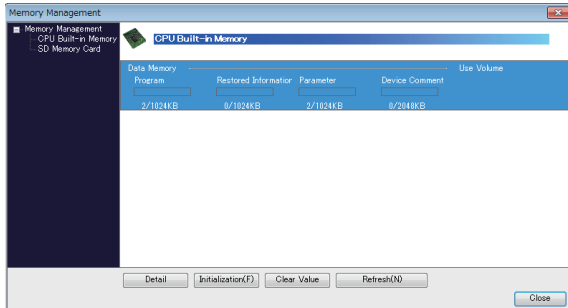 Memory Management
Memory Management
CPU Built-in Memory
SD Memory Card
CPU Built-in Memory
Data Memory
Use Volume
Program Restored Information Parameter Device Comment
2/1024KB 0/1024KB 2/1024KB 0/2048KB
Detail Initialization(F) Clear Value Refresh(N)
Close